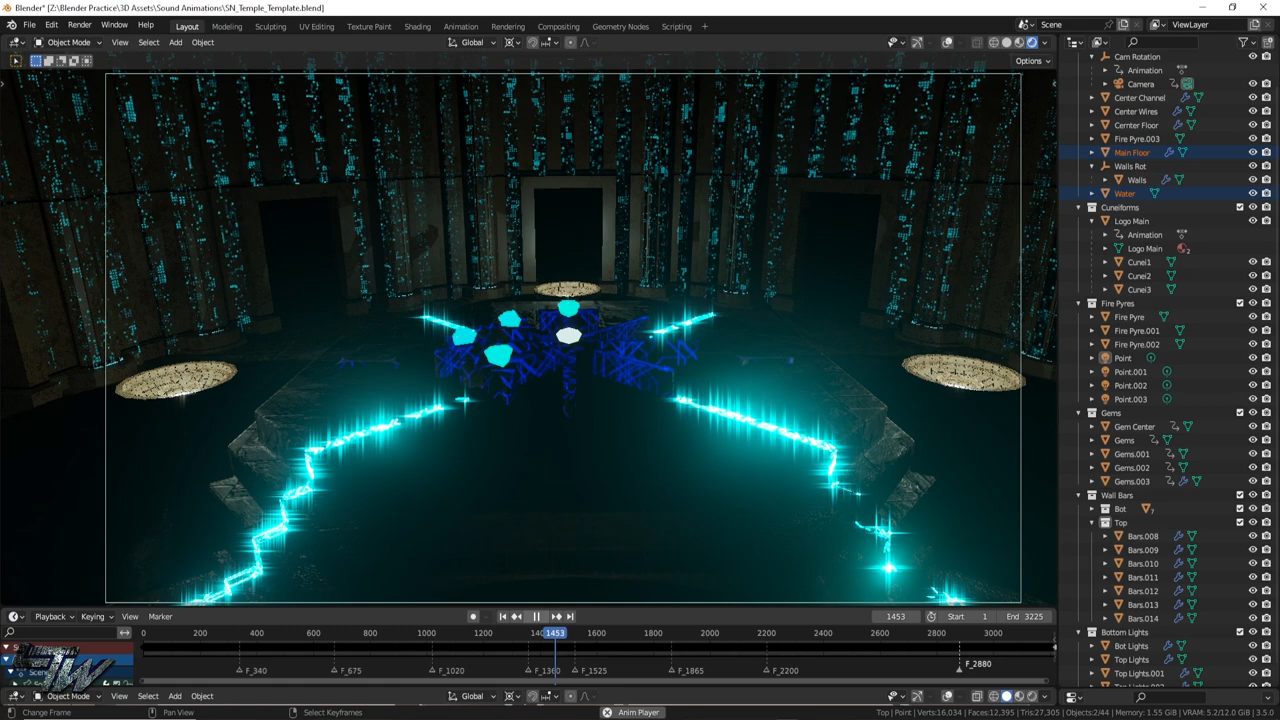 Blender* [Z:\Blender Practice\3D Assets\Sound Animations\SN_Temple_Template.blend]
File Edit Render Window Help Layout Modeling Sculpting UV Editing Texture Paint Shading Animation Rendering Compositing Geometry Nodes Scripting + Scene ViewLayer
Object Mode View Select Add Object Global
Options
Cam Rotation
Animation
Camera
Center Channel
Center Wires
Cernter Floor
Fire Pyre.003
Main Floor
Walls Rot
Walls
Water
Cuneiforms
Logo Main
Animation
Logo Main 2
Cunei1
Cunei2
Cunei3
Fire Pyres
Fire Pyre
Fire Pyre.001
Fire Pyre.002
Point
Point.001
Point.002
Point.003
Gems
Gem Center
Gems
Gems.001
Gems.002
Gems.003
Wall Bars
Bot 7
Top
Bars.008
Bars.009
Bars.010
Bars.011
Bars.012
Bars.013
Bars.014
Bottom Lights
Bot Lights
Top Lights
Top Lights.001
Playback Keying View Marker 1453 Start 1 End 3225
0 200 400 600 800 1000 1200 1453 1600 1800 2000 2200 2400 2600 2800 3000
F_340 F_675 F_1020 F_1360 F_1525 F_1865 F_2200 F_2880
Object Mode View Select Add Object Global
Change Frame Pan View Select Keyframes Anim Player Top | Point | Verts:16,034 | Faces:12,395 | Tris:27,305 | Objects:2/44 | Memory: 1.55 GiB | VRAM: 5.2/12.0 GiB | 3.5.0